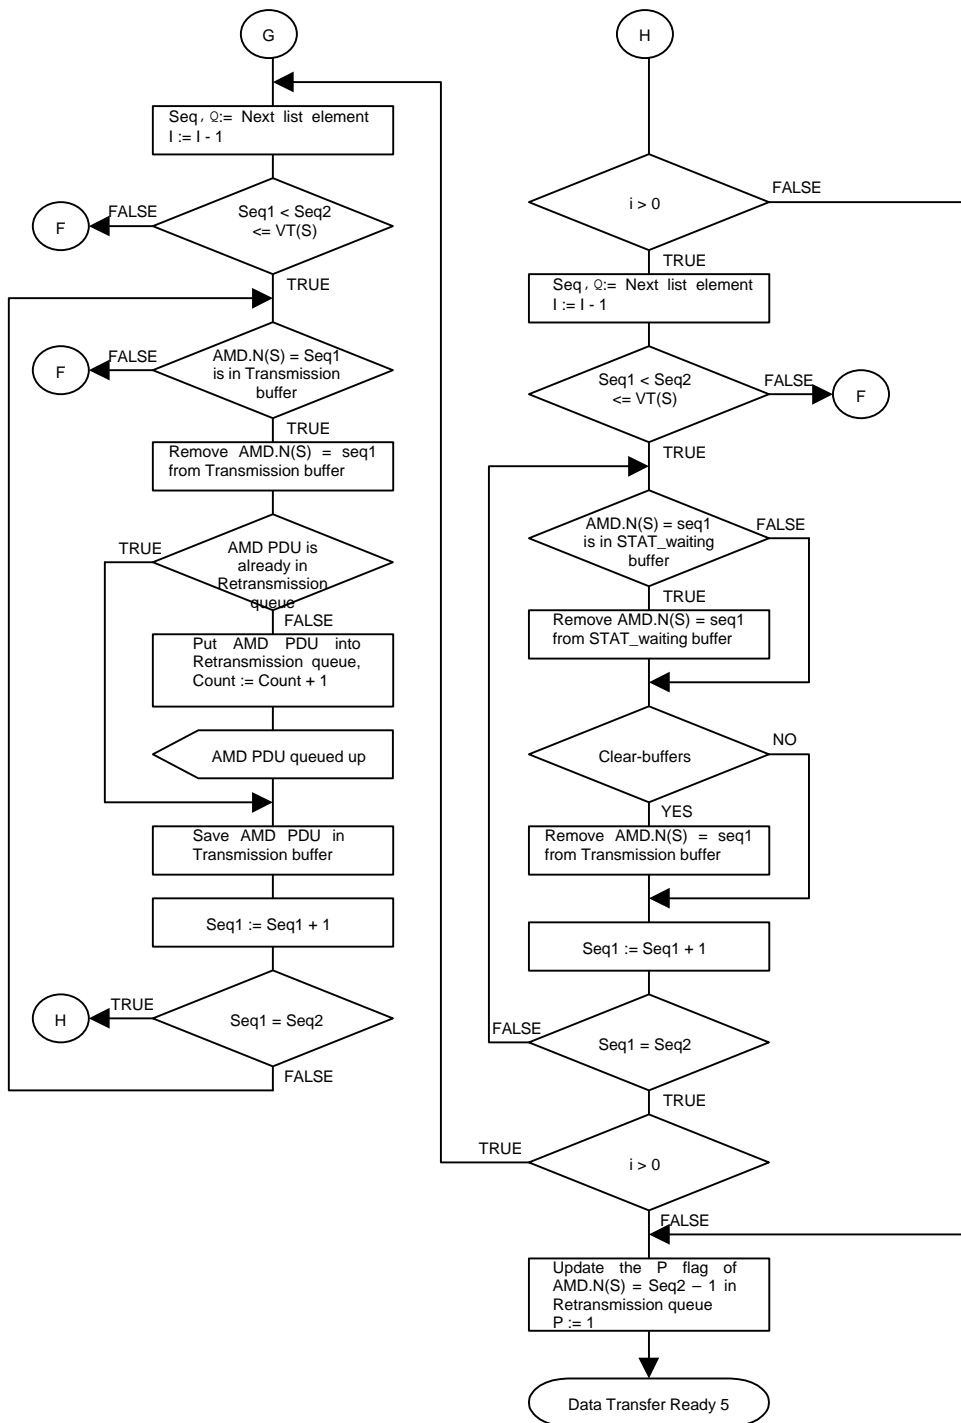 G
Seq, Q:= Next list element
I := I - 1
Seq1 < Seq2
<= VT(S)
FALSE
F
TRUE
AMD.N(S) = Seq1
is in Transmission
buffer
FALSE
F
TRUE
Remove AMD.N(S) = seq1
from Transmission buffer
AMD PDU is
already in
Retransmission
queue
TRUE
FALSE
Put AMD PDU into
Retransmission queue,
Count := Count + 1
AMD PDU queued up
Save AMD PDU in
Transmission buffer
Seq1 := Seq1 + 1
Seq1 = Seq2
TRUE
H
FALSE
H
i > 0
FALSE
TRUE
Seq, Q:= Next list element
I := I - 1
Seq1 < Seq2
<= VT(S)
FALSE
F
TRUE
AMD.N(S) = seq1
is in STAT_waiting
buffer
FALSE
TRUE
Remove AMD.N(S) = seq1
from STAT_waiting buffer
Clear-buffers
NO
YES
Remove AMD.N(S) = seq1
from Transmission buffer
Seq1 := Seq1 + 1
Seq1 = Seq2
FALSE
TRUE
i > 0
TRUE
FALSE
Update the P flag of
AMD.N(S) = Seq2 – 1 in
Retransmission queue
P := 1
Data Transfer Ready 5